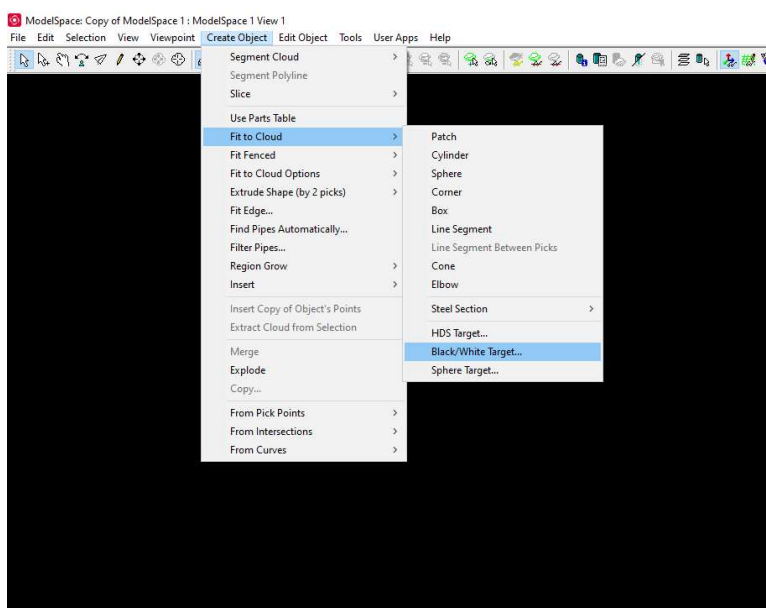 ModelSpace: Copy of ModelSpace 1 : ModelSpace 1 View 1
File Edit Selection View Viewpoint Create Object Edit Object Tools User Apps Help
Segment Cloud
Segment Polyline
Slice
Use Parts Table
Fit to Cloud
Fit Fenced
Fit to Cloud Options
Extrude Shape (by 2 picks)
Fit Edge...
Find Pipes Automatically...
Filter Pipes...
Region Grow
Insert
Insert Copy of Object's Points
Extract Cloud from Selection
Merge
Explode
Copy...
From Pick Points
From Intersections
From Curves
Patch
Cylinder
Sphere
Corner
Box
Line Segment
Line Segment Between Picks
Cone
Elbow
Steel Section
HDS Target...
Black/White Target...
Sphere Target...